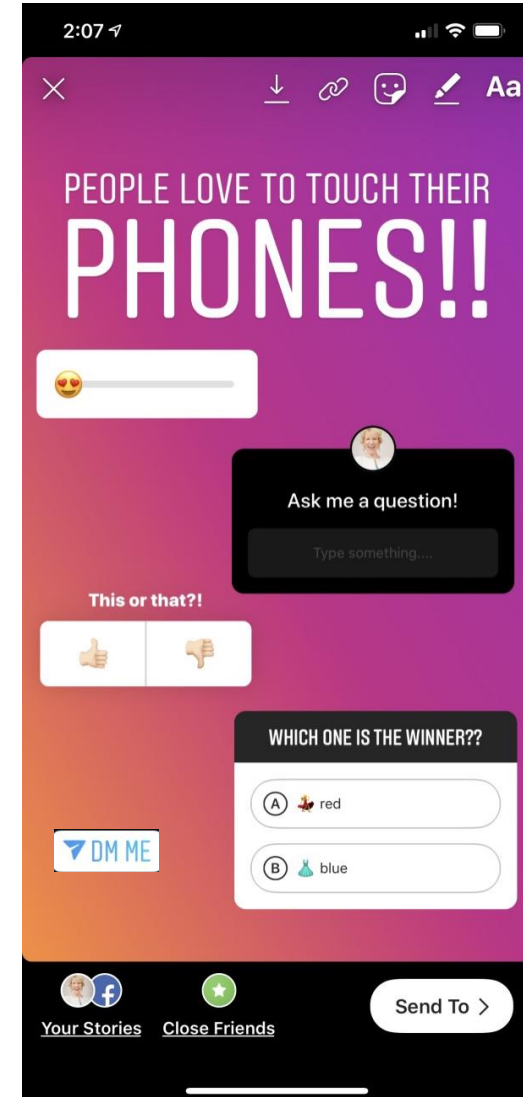 2:07
Aa
PEOPLE LOVE TO TOUCH THEIR
PHONES!!
Ask me a question!
Type something....
This or that?!
WHICH ONE IS THE WINNER??
A red
B blue
DM ME
Your Stories Close Friends Send To >